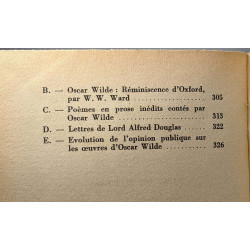 B. — Oscar Wilde : Réminiscence d'Oxford,
par W. W. Ward .................. 305
C. — Poèmes en prose inédits contés par
Oscar Wilde .................. 313
D. — Lettres de Lord Alfred Douglas .... 322
E. — Evolution de l'opinion publique sur
les œuvres d'Oscar Wilde ........ 326